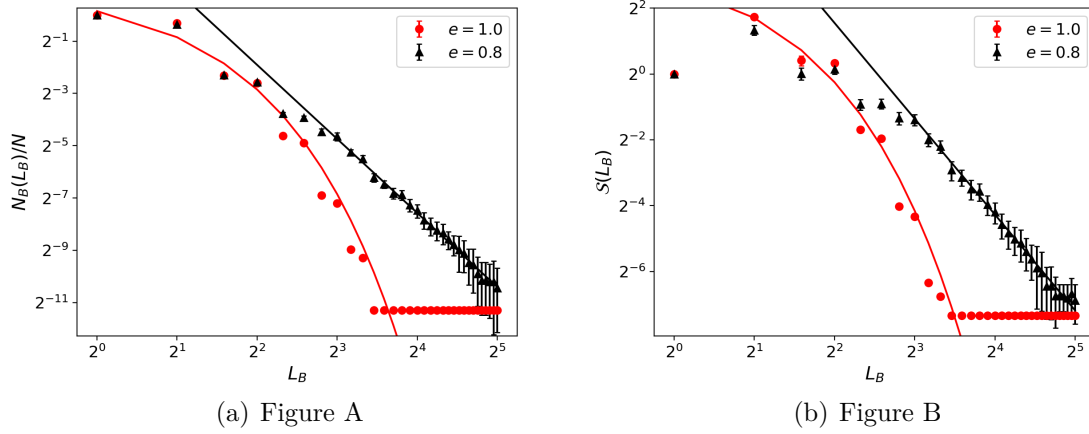 e = 1.0
e = 0.8
2^{-1}
2^{-3}
2^{-5}
2^{-7}
2^{-9}
2^{-11}
N_B(L_B)/N
2^0 2^1 2^2 2^3 2^4 2^5
L_B
(a) Figure A
e = 1.0
e = 0.8
2^2
2^0
2^{-2}
2^{-4}
2^{-6}
S(L_B)
2^0 2^1 2^2 2^3 2^4 2^5
L_B
(b) Figure B